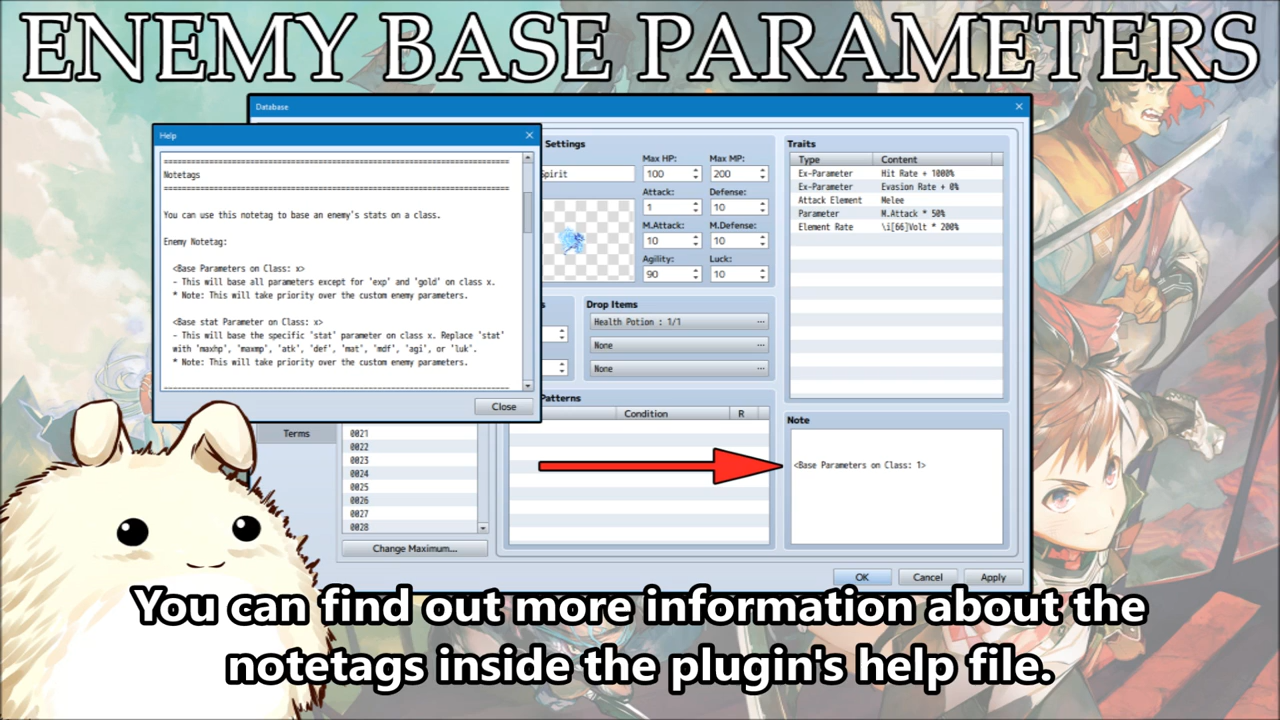 ENEMY BASE PARAMETERS
Database
Help
================================================================================
Notetags
================================================================================
You can use this notetag to base an enemy's stats on a class.
Enemy Notetag:
<Base Parameters on Class: x>
- This will base all parameters except for 'exp' and 'gold' on class x.
* Note: This will take priority over the custom enemy parameters.
<Base stat Parameter on Class: x>
- This will base the specific 'stat' parameter on class x. Replace 'stat'
with 'maxhp', 'maxmp', 'atk', 'def', 'mat', 'mdf', 'agi', or 'luk'.
* Note: This will take priority over the custom enemy parameters.
================================================================================
Close
Settings
Spirit
Max HP: Max MP:
100 200
Attack: Defense:
1 10
M.Attack: M.Defense:
10 10
Agility: Luck:
90 10
Drop Items
Health Potion : 1/1 ...
None ...
None ...
Patterns
Condition R
Traits
Type Content
Ex-Parameter Hit Rate + 1000%
Ex-Parameter Evasion Rate + 0%
Attack Element Melee
Parameter M.Attack * 50%
Element Rate \i[66]Volt * 200%
Note
<Base Parameters on Class: 1>
Terms
0021
0022
0023
0024
0025
0026
0027
0028
Change Maximum...
OK Cancel Apply
You can find out more information about the
notetags inside the plugin's help file.